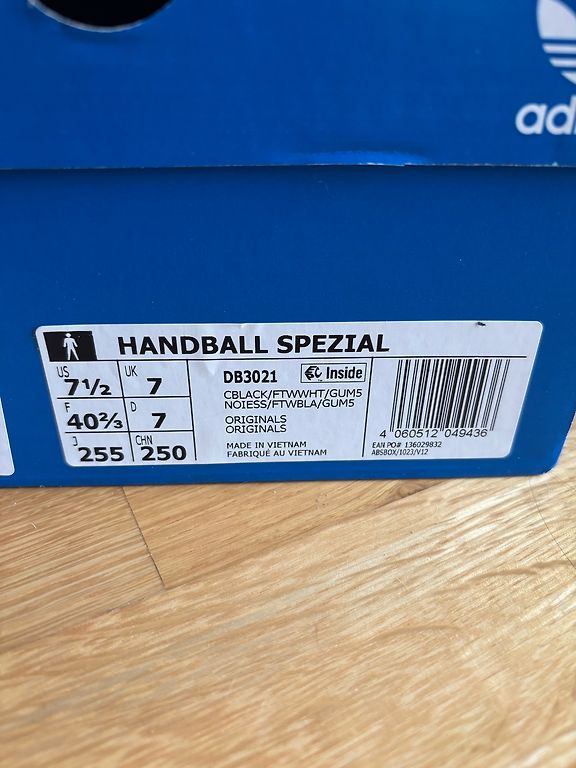 HANDBALL SPEZIAL
US 7½ UK 7
F 40⅔ D 7
J 255 CHN 250
DB3021 Inside
CBLACK/FTWWHT/GUM5
NOIESS/FTWBLA/GUM5
ORIGINALS
ORIGINALS
MADE IN VIETNAM
FABRIQUÉ AU VIETNAM
4 060512 049436
EAN PO# 136029832
ABSBOX/1023/V12